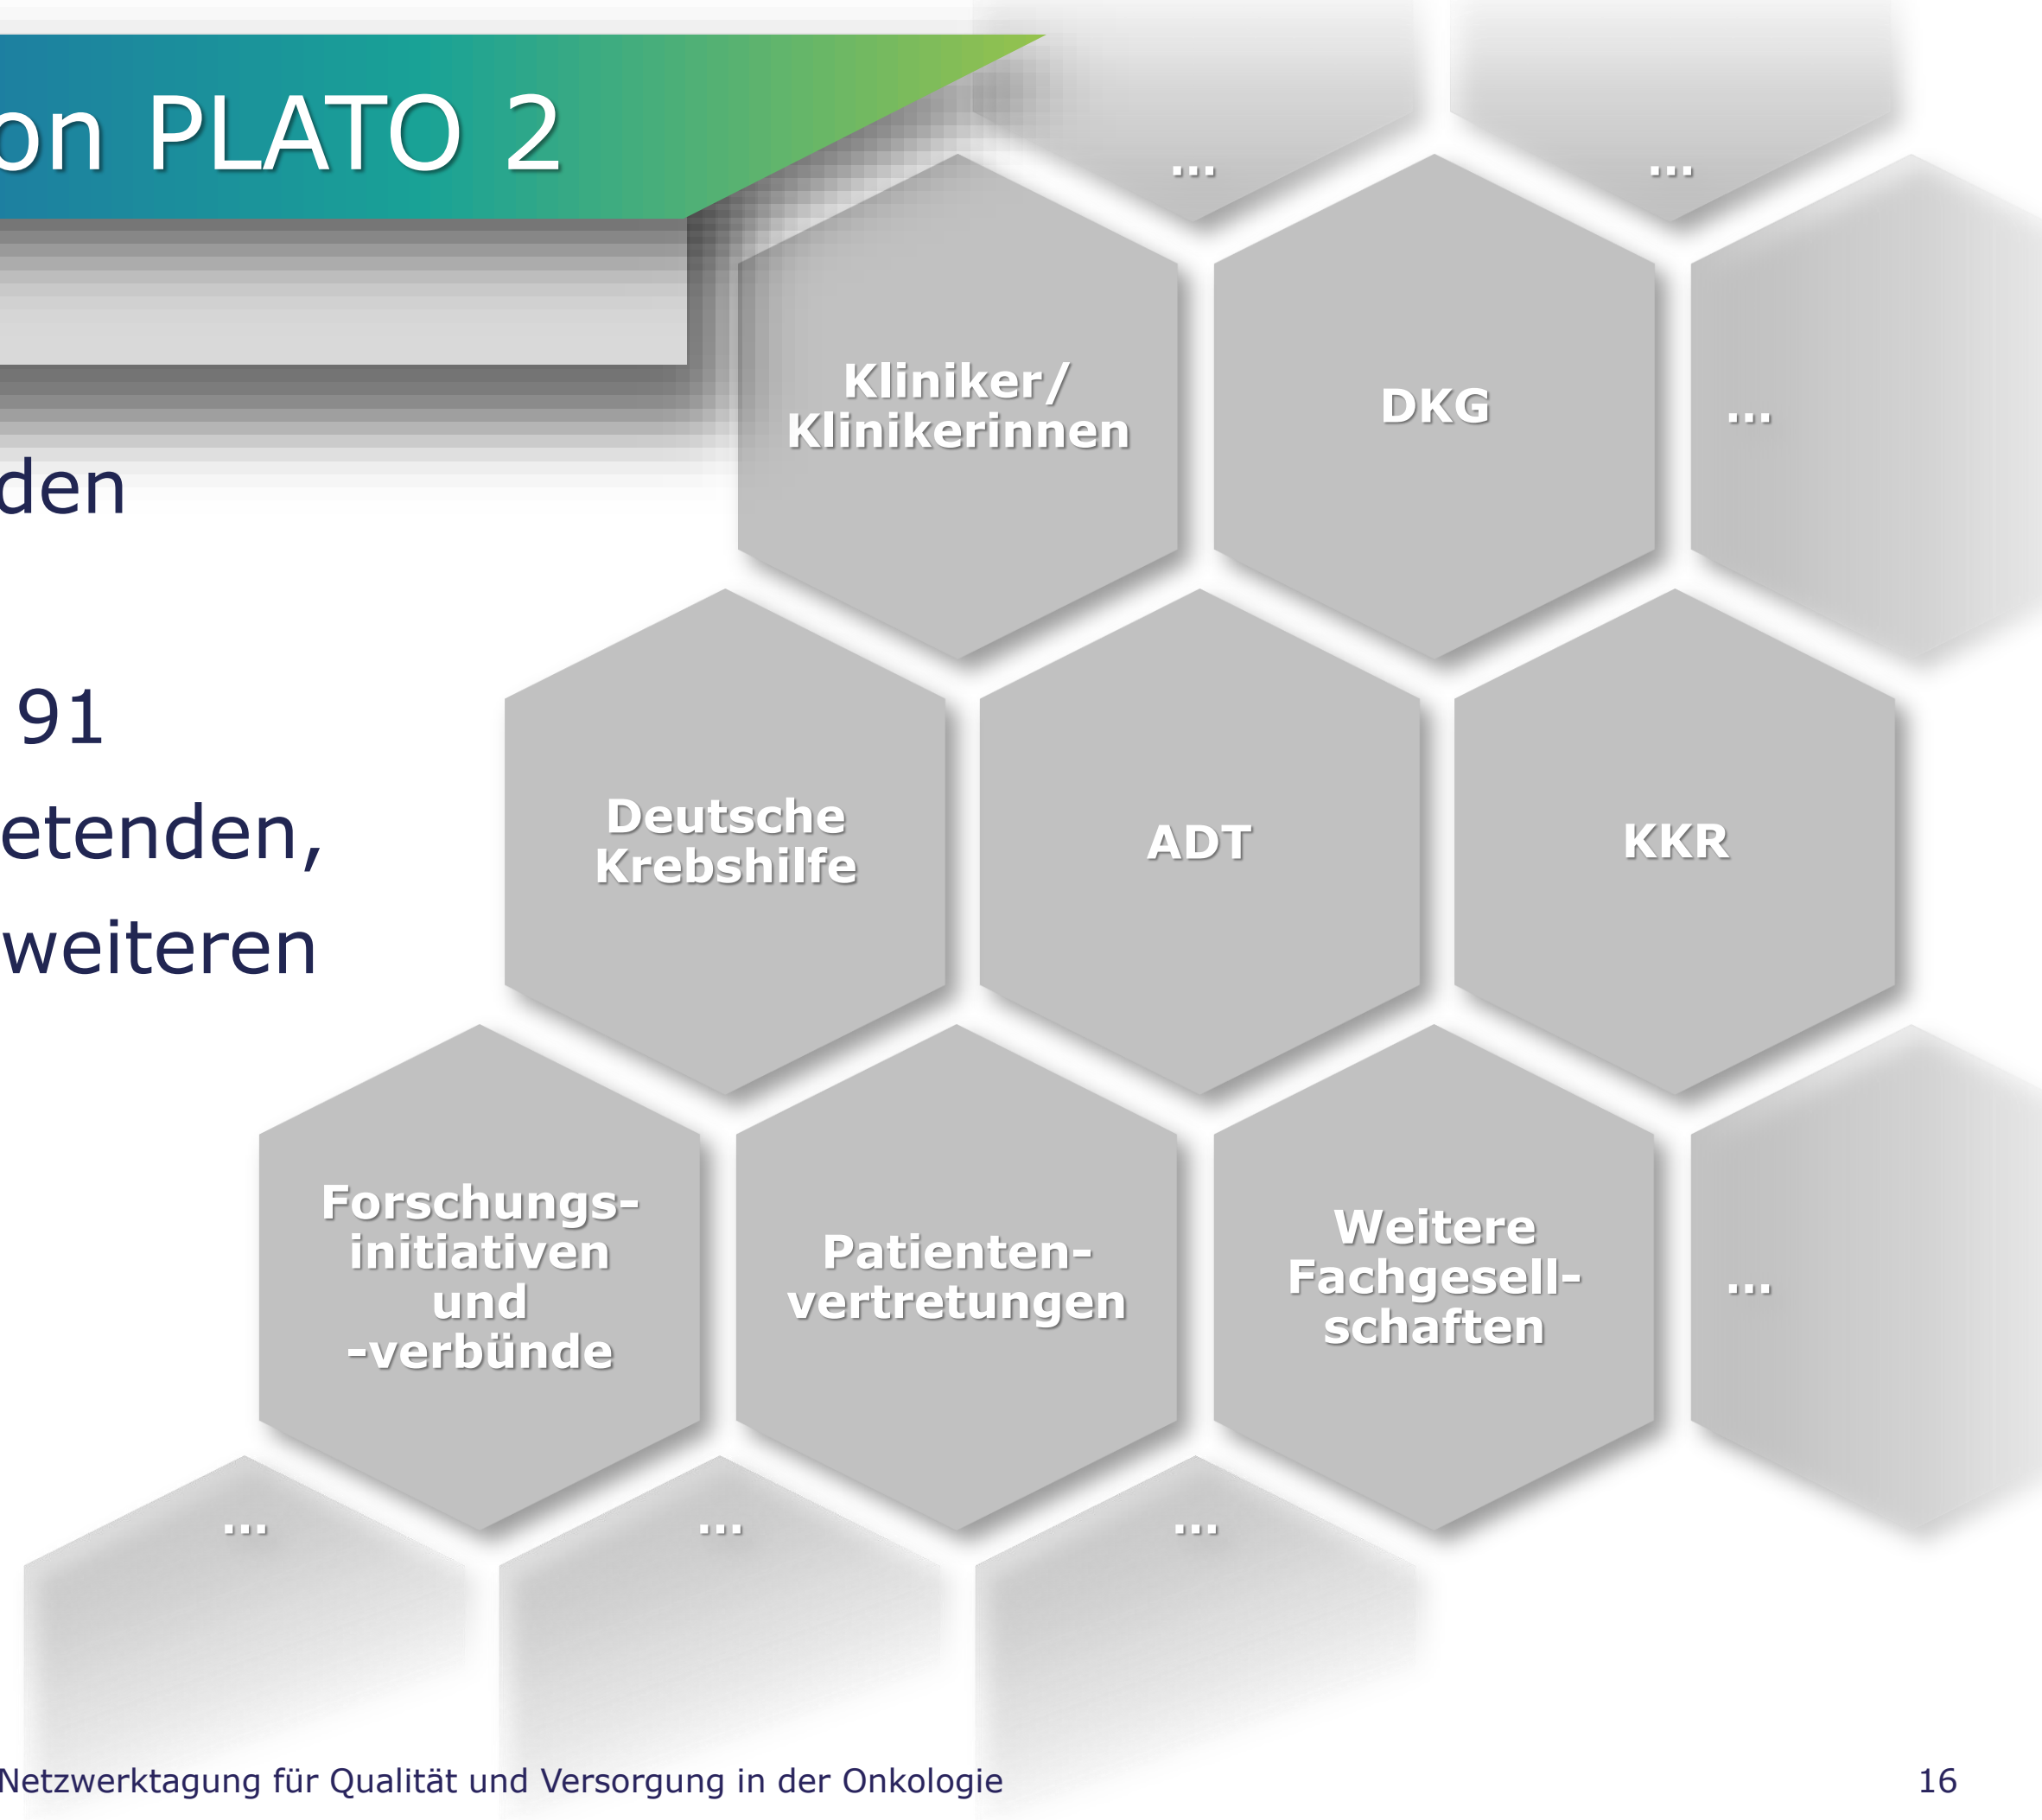 on PLATO 2
...
...
Kliniker/
Klinikerinnen
DKG
...
den
91
etenden,
weiteren
Deutsche
Krebshilfe
ADT
KKR
Forschungs-
initiativen
und
-verbünde
Patienten-
vertretungen
Weitere
Fachgesell-
schaften
...
...
...
...
Netzwerktagung für Qualität und Versorgung in der Onkologie
16